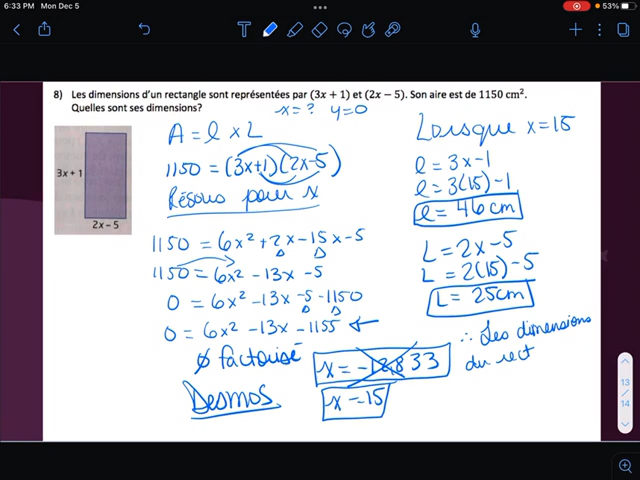 6:33 PM Mon Dec 5
53%
8) Les dimensions d'un rectangle sont représentées par (3x + 1) et (2x − 5). Son aire est de 1150 cm².
Quelles sont ses dimensions?
x=? y=0
3x + 1
2x − 5
A = l x L
1150 = (3x+1)(2x-5)
Résous pour x
1150 = 6x² + 2x - 15x - 5
1150 = 6x² - 13x - 5
0 = 6x² - 13x - 5 - 1150
0 = 6x² - 13x - 1155 ←
∅ factorisé
Desmos
x = -12,833
x = 15
Lorsque x = 15
l = 3x-1
l = 3(15)-1
l = 46cm
L = 2x-5
L = 2(15)-5
L = 25cm
∴ Les dimensions
du rect
13
14